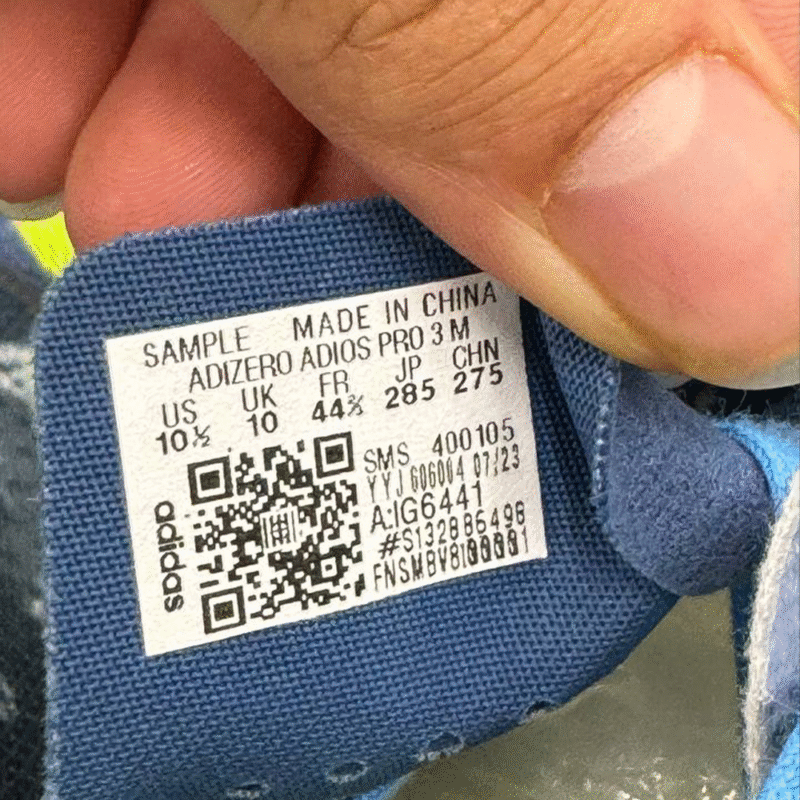 SAMPLE MADE IN CHINA
ADIZERO ADIOS PRO 3 M
US UK FR JP CHN
10½ 10 44⅔ 285 275
SMS 400105
YYJ 606004 07/23
A:IG6441
#S132886498
adidas